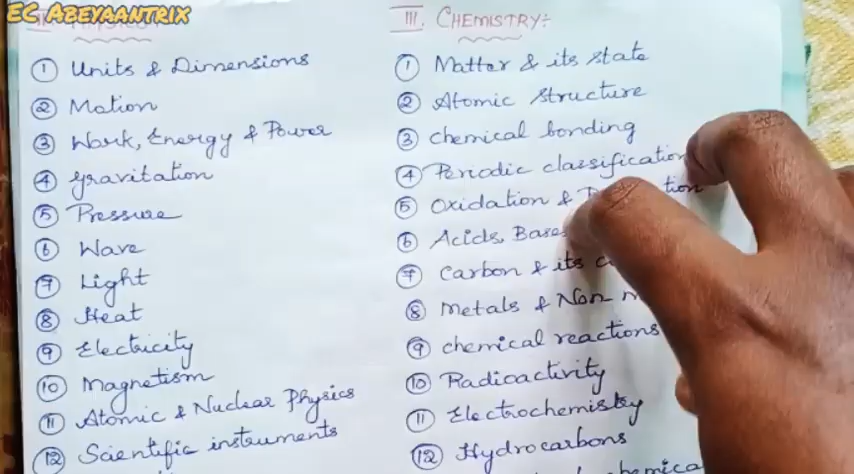 EC ABEYAANTRIX
① Units & Dimensions
② Motion
③ Work, Energy & Power
④ Gravitation
⑤ Pressure
⑥ Wave
⑦ Light
⑧ Heat
⑨ Electricity
⑩ Magnetism
⑪ Atomic & Nuclear Physics
⑫ Scientific instruments
III. CHEMISTRY:-
① Matter & its state
② Atomic structure
③ chemical bonding
④ Periodic classification
⑤ Oxidation &
⑥ Acids, Bases
⑦ Carbon & its
⑧ Metals & Non
⑨ chemical reactions
⑩ Radioactivity
⑪ Electrochemistry
⑫ Hydrocarbons